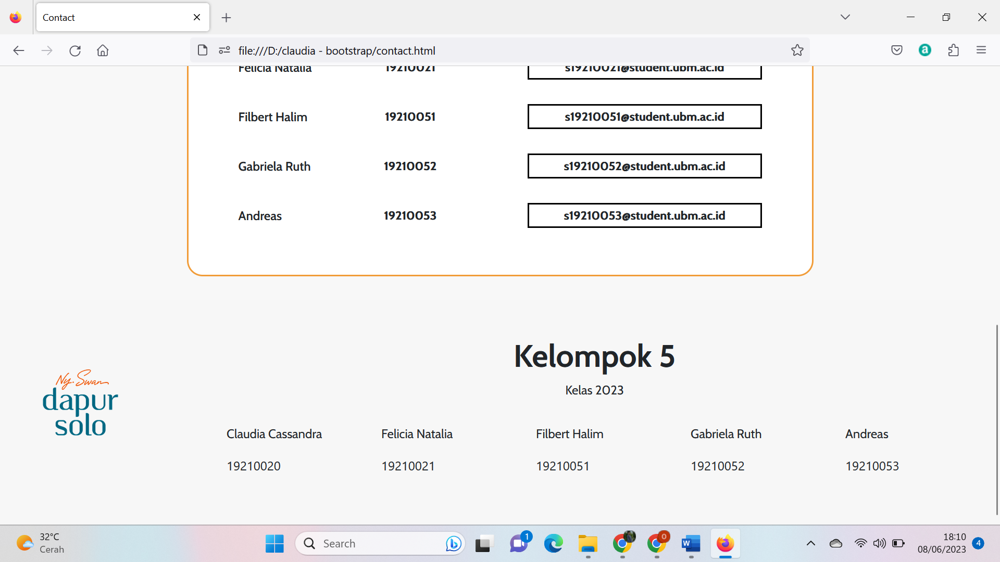 Contact
file:///D:/claudia - bootstrap/contact.html
Felicia Natalia 19210021 s19210021@student.ubm.ac.id
Filbert Halim 19210051 s19210051@student.ubm.ac.id
Gabriela Ruth 19210052 s19210052@student.ubm.ac.id
Andreas 19210053 s19210053@student.ubm.ac.id
Kelompok 5
Kelas 2023
Ny. Swan
dapur
solo
Claudia Cassandra Felicia Natalia Filbert Halim Gabriela Ruth Andreas
19210020 19210021 19210051 19210052 19210053
32°C
Cerah
Search
1
0
18:10
08/06/2023
4